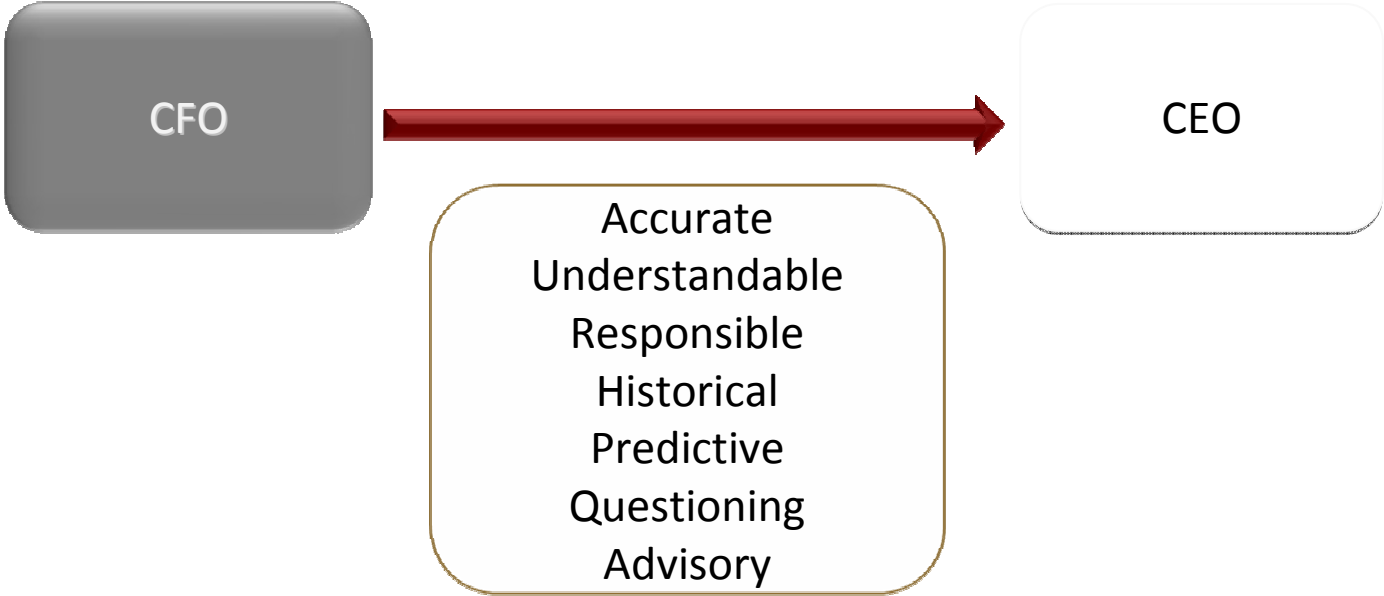 CFO
CEO
Accurate
Understandable
Responsible
Historical
Predictive
Questioning
Advisory